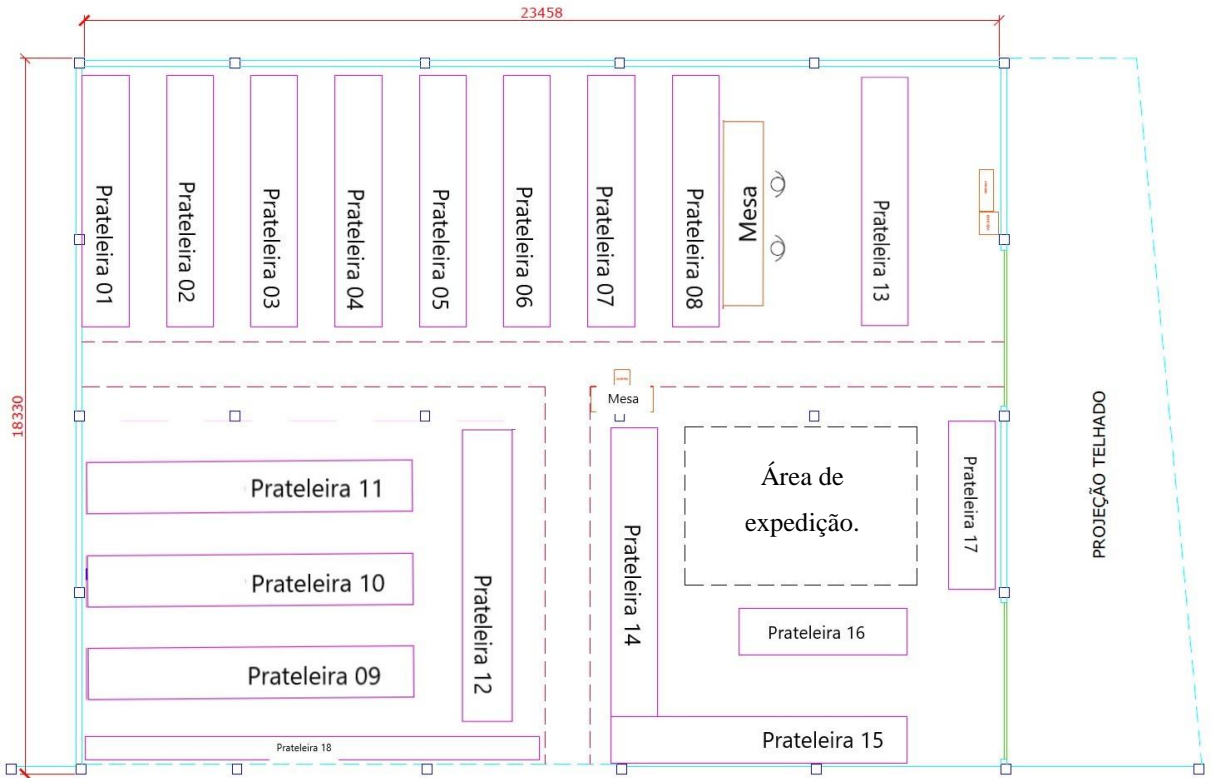 23458
18330
Prateleira 01
Prateleira 02
Prateleira 03
Prateleira 04
Prateleira 05
Prateleira 06
Prateleira 07
Prateleira 08
Mesa
Prateleira 13
Mesa
Prateleira 11
Prateleira 10
Prateleira 09
Prateleira 12
Prateleira 18
Prateleira 14
Área de
expedição.
Prateleira 17
Prateleira 16
Prateleira 15
PROJEÇÃO TELHADO